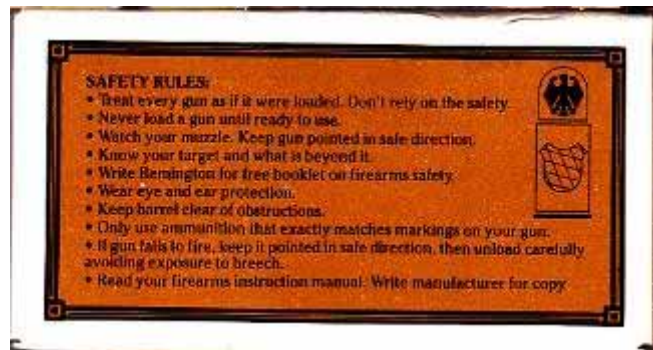 SAFETY RULES:
• Treat every gun as if it were loaded. Don't rely on the safety.
• Never load a gun until ready to use.
• Watch your muzzle. Keep gun pointed in safe direction.
• Know your target and what is beyond it.
• Write Remington for free booklet on firearms safety.
• Wear eye and ear protection.
• Keep barrel clear of obstructions.
• Only use ammunition that exactly matches markings on your gun.
• If gun fails to fire, keep it pointed in safe direction, then unload carefully
avoiding exposure to breech.
• Read your firearms instruction manual. Write manufacturer for copy